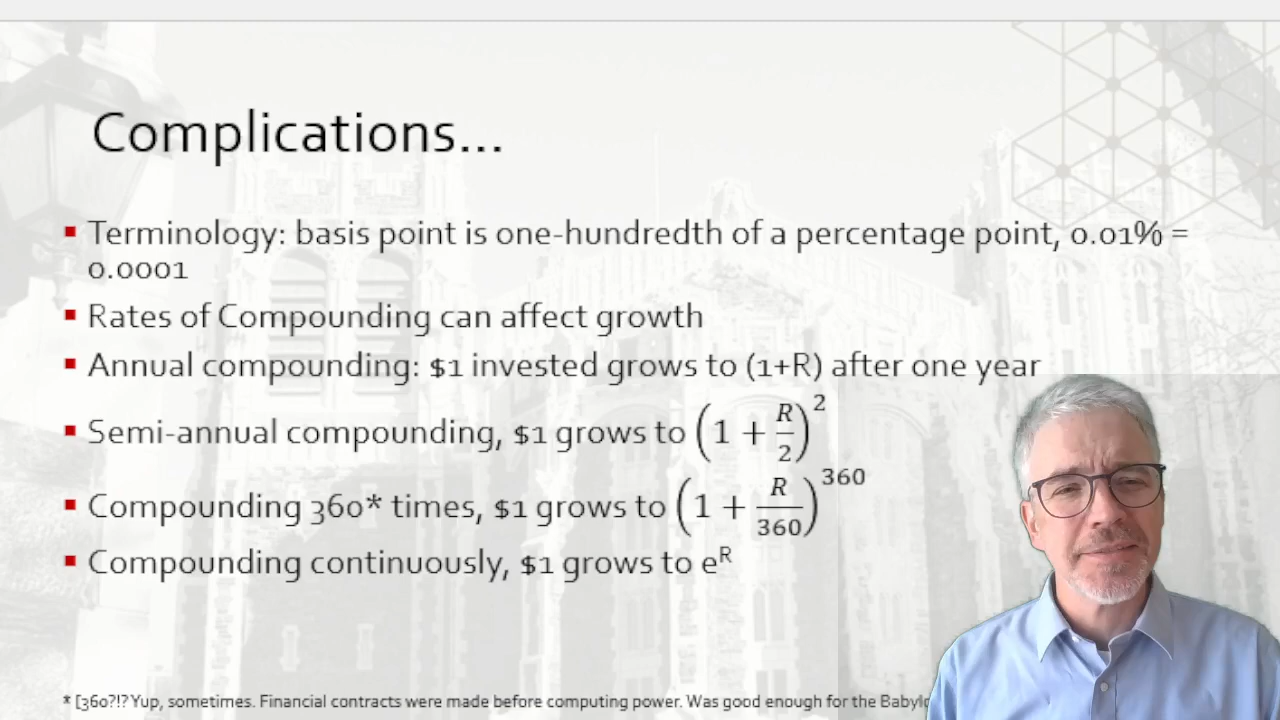 Complications...
▪ Terminology: basis point is one-hundredth of a percentage point, 0.01% =
0.0001
▪ Rates of Compounding can affect growth
▪ Annual compounding: $1 invested grows to (1+R) after one year
▪ Semi-annual compounding, $1 grows to (1 + R/2)^2
▪ Compounding 360* times, $1 grows to (1 + R/360)^360
▪ Compounding continuously, $1 grows to e^R
* [360?!? Yup, sometimes. Financial contracts were made before computing power. Was good enough for the